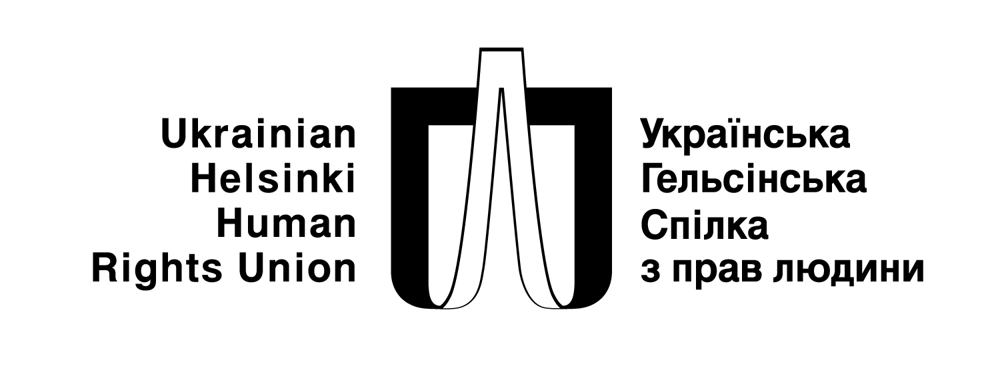 Ukrainian
Helsinki
Human
Rights Union
Українська
Гельсінська
Спілка
з прав людини